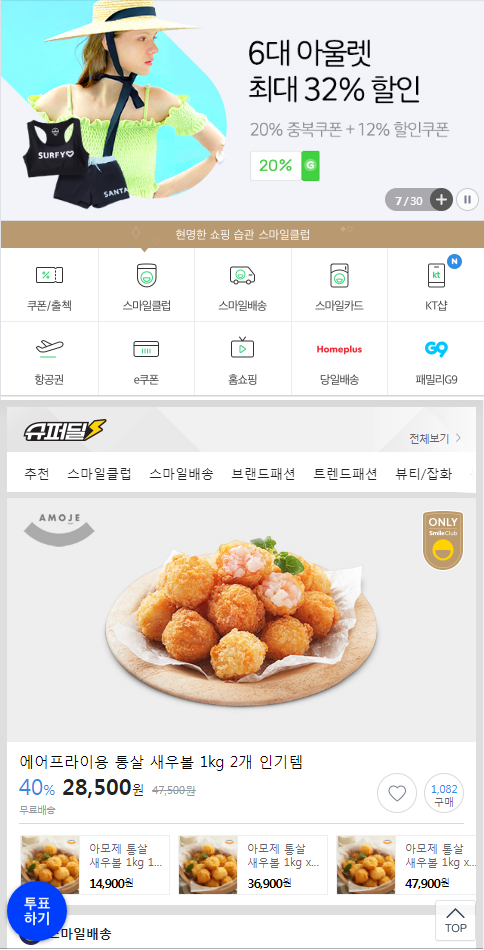 6대 아울렛
최대 32% 할인
20% 중복쿠폰 + 12% 할인쿠폰
20% G
SURFY
SANTA
7 / 30
현명한 쇼핑 습관 스마일클럽
% N kt
쿠폰/출첵 스마일클럽 스마일배송 스마일카드 KT샵
Homeplus G9
항공권 e쿠폰 홈쇼핑 당일배송 패밀리G9
슈퍼딜
전체보기
추천 스마일클럽 스마일배송 브랜드패션 트렌드패션 뷰티/잡화
AMOJE
ONLY
SmileClub
에어프라이용 통살 새우볼 1kg 2개 인기템
40% 28,500원 47,500원
무료배송
1,082
구매
아모제 통살 아모제 통살 아모제 통살
새우볼 1kg 1... 새우볼 1kg x... 새우볼 1kg x...
14,900원 36,900원 47,900원
투표
하기
스마일배송
TOP